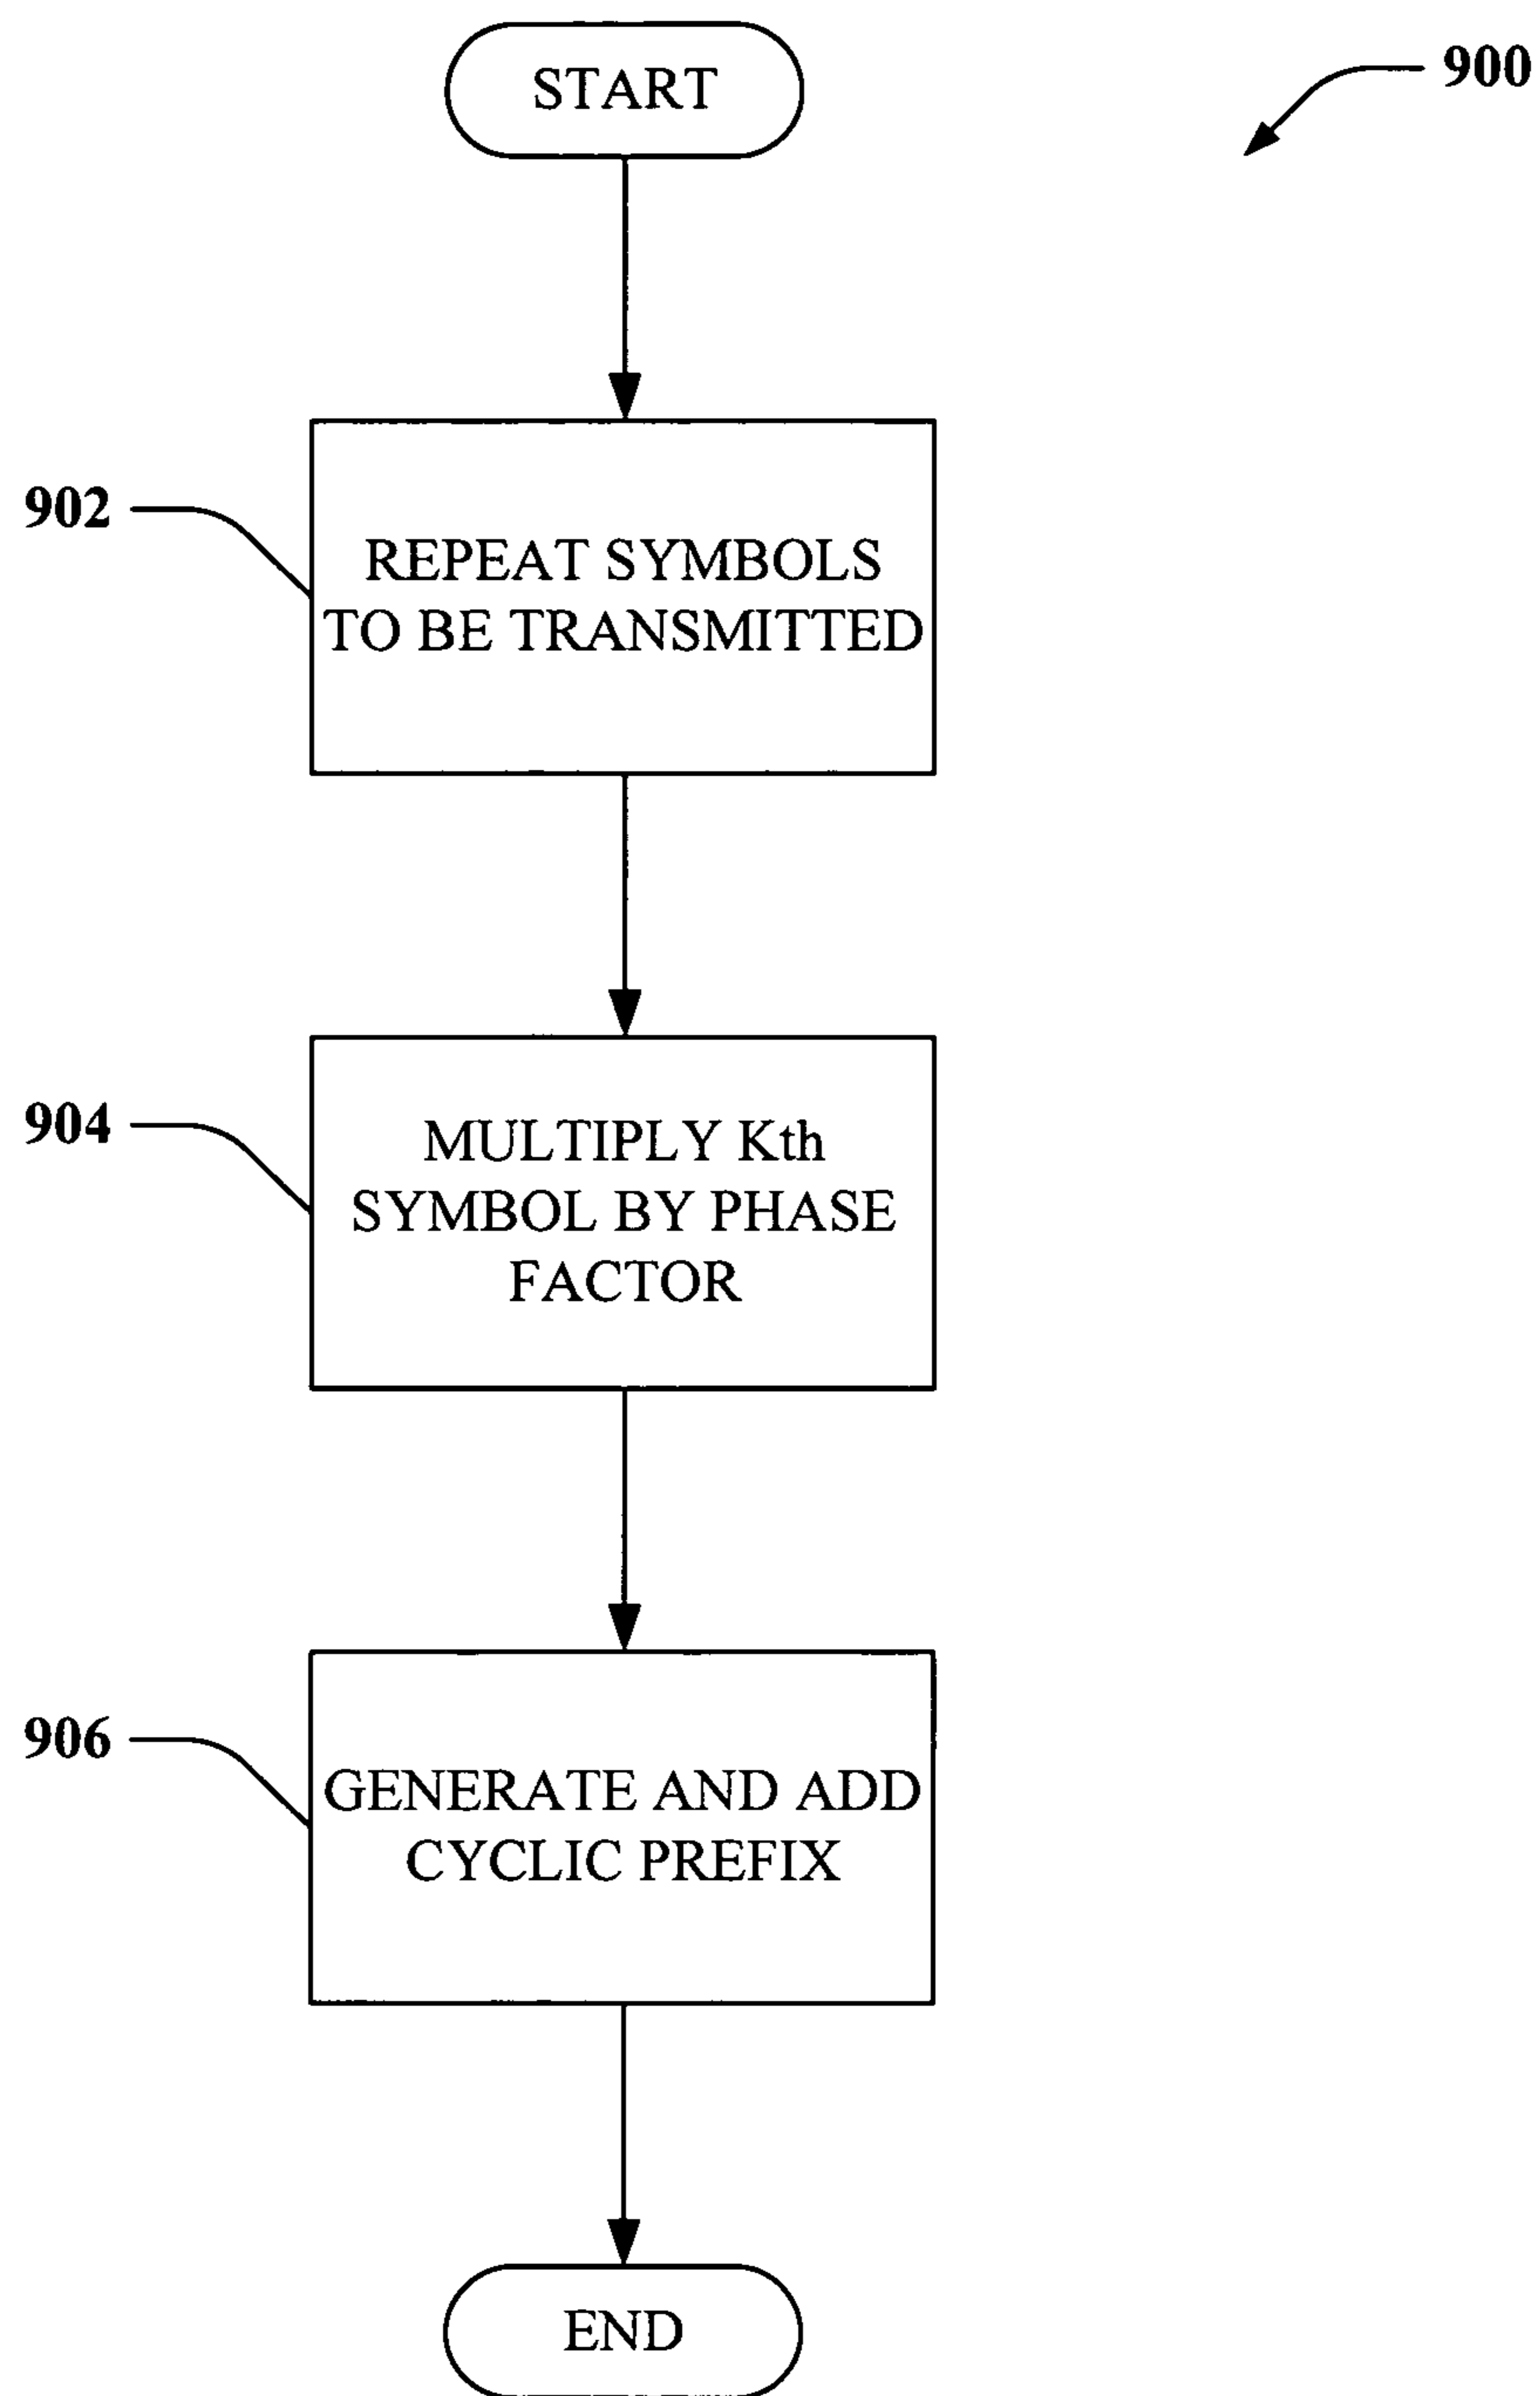 START
900
902
REPEAT SYMBOLS
TO BE TRANSMITTED
904
MULTIPLY Kth
SYMBOL BY PHASE
FACTOR
906
GENERATE AND ADD
CYCLIC PREFIX
END